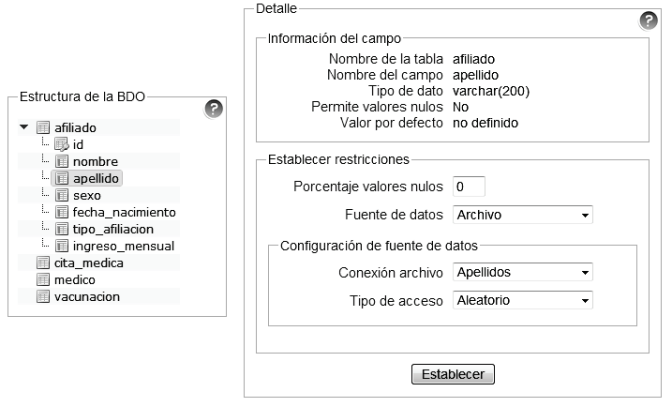 Estructura de la BDO
?
afiliado
id
nombre
apellido
sexo
fecha_nacimiento
tipo_afiliacion
ingreso_mensual
cita_medica
medico
vacunacion
Detalle
?
Información del campo
Nombre de la tabla afiliado
Nombre del campo apellido
Tipo de dato varchar(200)
Permite valores nulos No
Valor por defecto no definido
Establecer restricciones
Porcentaje valores nulos 0
Fuente de datos Archivo
Configuración de fuente de datos
Conexión archivo Apellidos
Tipo de acceso Aleatorio
Establecer